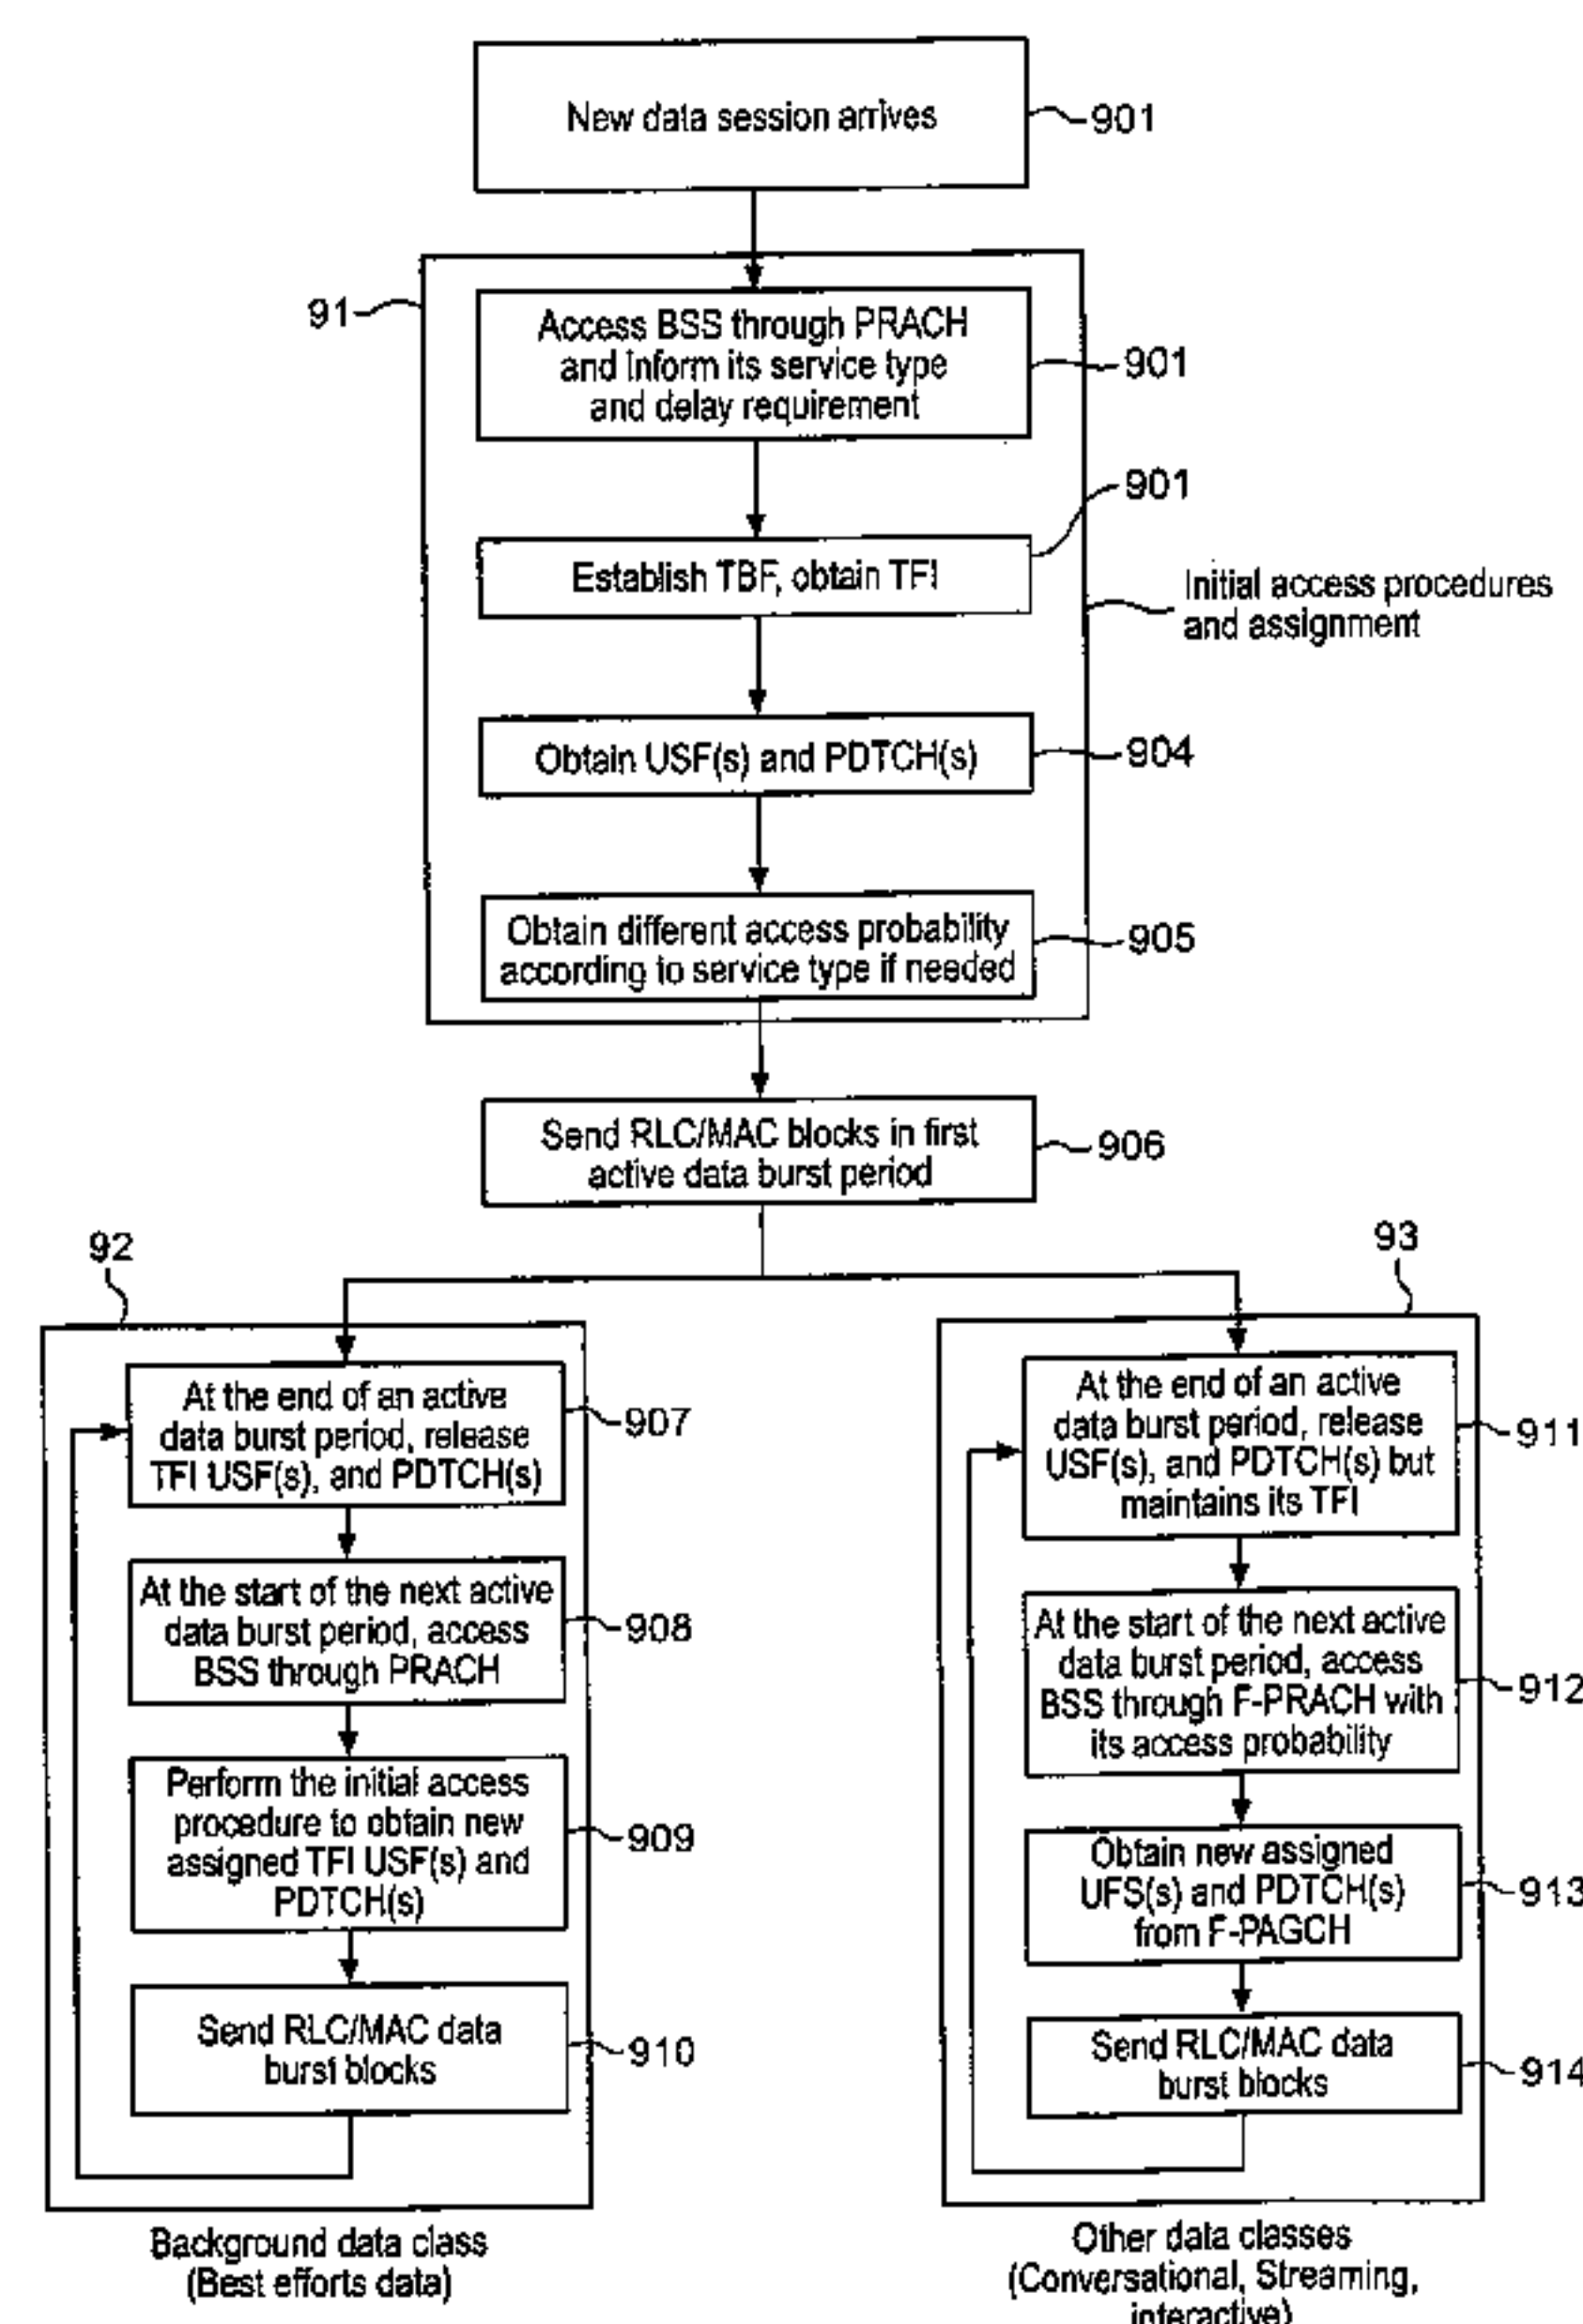 New data session arrives
901
91
Access BSS through PRACH
and Inform its service type
and delay requirement
901
901
Establish TBF, obtain TFI
Initial access procedures
and assignment
Obtain USF(s) and PDTCH(s)
904
Obtain different access probability
according to service type if needed
905
Send RLC/MAC blocks in first
active data burst period
906
92
At the end of an active
data burst period, release
TFI USF(s), and PDTCH(s)
907
At the start of the next active
data burst period, access
BSS through PRACH
908
Perform the initial access
procedure to obtain new
assigned TFI USF(s) and
PDTCH(s)
909
Send RLC/MAC data
burst blocks
910
Background data class
(Best efforts data)
93
At the end of an active
data burst period, release
USF(s), and PDTCH(s) but
maintains its TFI
911
At the start of the next active
data burst period, access
BSS through F-PRACH with
its access probability
912
Obtain new assigned
UFS(s) and PDTCH(s)
from F-PAGCH
913
Send RLC/MAC data
burst blocks
914
Other data classes
(Conversational, Streaming,
interactive)